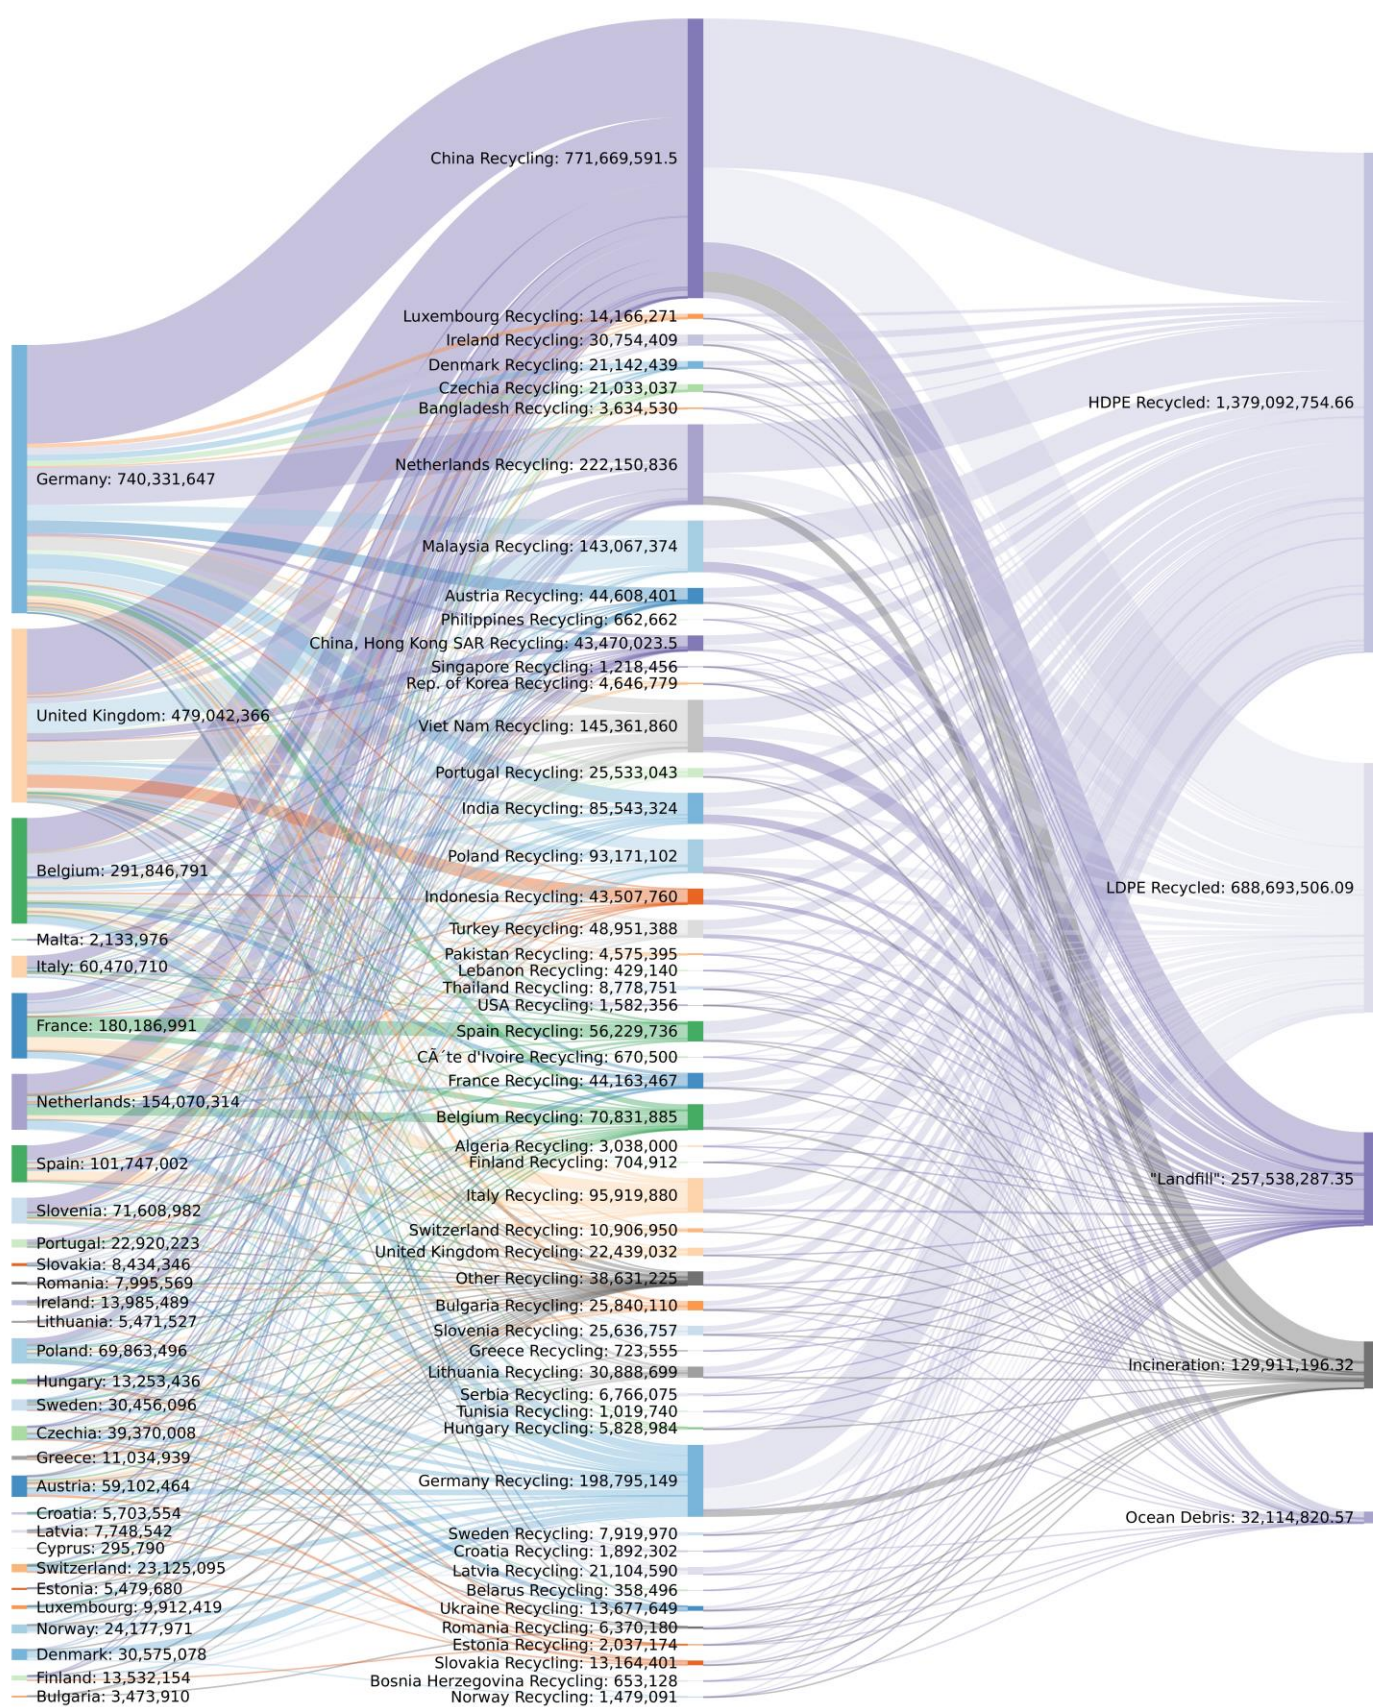 Germany: 740,331,647
United Kingdom: 479,042,366
Belgium: 291,846,791
Malta: 2,133,976
Italy: 60,470,710
France: 180,186,991
Netherlands: 154,070,314
Spain: 101,747,002
Slovenia: 71,608,982
Portugal: 22,920,223
Slovakia: 8,434,346
Romania: 7,995,569
Ireland: 13,985,489
Lithuania: 5,471,527
Poland: 69,863,496
Hungary: 13,253,436
Sweden: 30,456,096
Czechia: 39,370,008
Greece: 11,034,939
Austria: 59,102,464
Croatia: 5,703,554
Latvia: 7,748,542
Cyprus: 295,790
Switzerland: 23,125,095
Estonia: 5,479,680
Luxembourg: 9,912,419
Norway: 24,177,971
Denmark: 30,575,078
Finland: 13,532,154
Bulgaria: 3,473,910
China Recycling: 771,669,591.5
Luxembourg Recycling: 14,166,271
Ireland Recycling: 30,754,409
Denmark Recycling: 21,142,439
Czechia Recycling: 21,033,037
Bangladesh Recycling: 3,634,530
Netherlands Recycling: 222,150,836
Malaysia Recycling: 143,067,374
Austria Recycling: 44,608,401
Philippines Recycling: 662,662
China, Hong Kong SAR Recycling: 43,470,023.5
Singapore Recycling: 1,218,456
Rep. of Korea Recycling: 4,646,779
Viet Nam Recycling: 145,361,860
Portugal Recycling: 25,533,043
India Recycling: 85,543,324
Poland Recycling: 93,171,102
Indonesia Recycling: 43,507,760
Turkey Recycling: 48,951,388
Pakistan Recycling: 4,575,395
Lebanon Recycling: 429,140
Thailand Recycling: 8,778,751
USA Recycling: 1,582,356
Spain Recycling: 56,229,736
CÃ´te d'Ivoire Recycling: 670,500
France Recycling: 44,163,467
Belgium Recycling: 70,831,885
Algeria Recycling: 3,038,000
Finland Recycling: 704,912
Italy Recycling: 95,919,880
Switzerland Recycling: 10,906,950
United Kingdom Recycling: 22,439,032
Other Recycling: 38,631,225
Bulgaria Recycling: 25,840,110
Slovenia Recycling: 25,636,757
Greece Recycling: 723,555
Lithuania Recycling: 30,888,699
Serbia Recycling: 6,766,075
Tunisia Recycling: 1,019,740
Hungary Recycling: 5,828,984
Germany Recycling: 198,795,149
Sweden Recycling: 7,919,970
Croatia Recycling: 1,892,302
Latvia Recycling: 21,104,590
Belarus Recycling: 358,496
Ukraine Recycling: 13,677,649
Romania Recycling: 6,370,180
Estonia Recycling: 2,037,174
Slovakia Recycling: 13,164,401
Bosnia Herzegovina Recycling: 653,128
Norway Recycling: 1,479,091
HDPE Recycled: 1,379,092,754.66
LDPE Recycled: 688,693,506.09
"Landfill": 257,538,287.35
Incineration: 129,911,196.32
Ocean Debris: 32,114,820.57